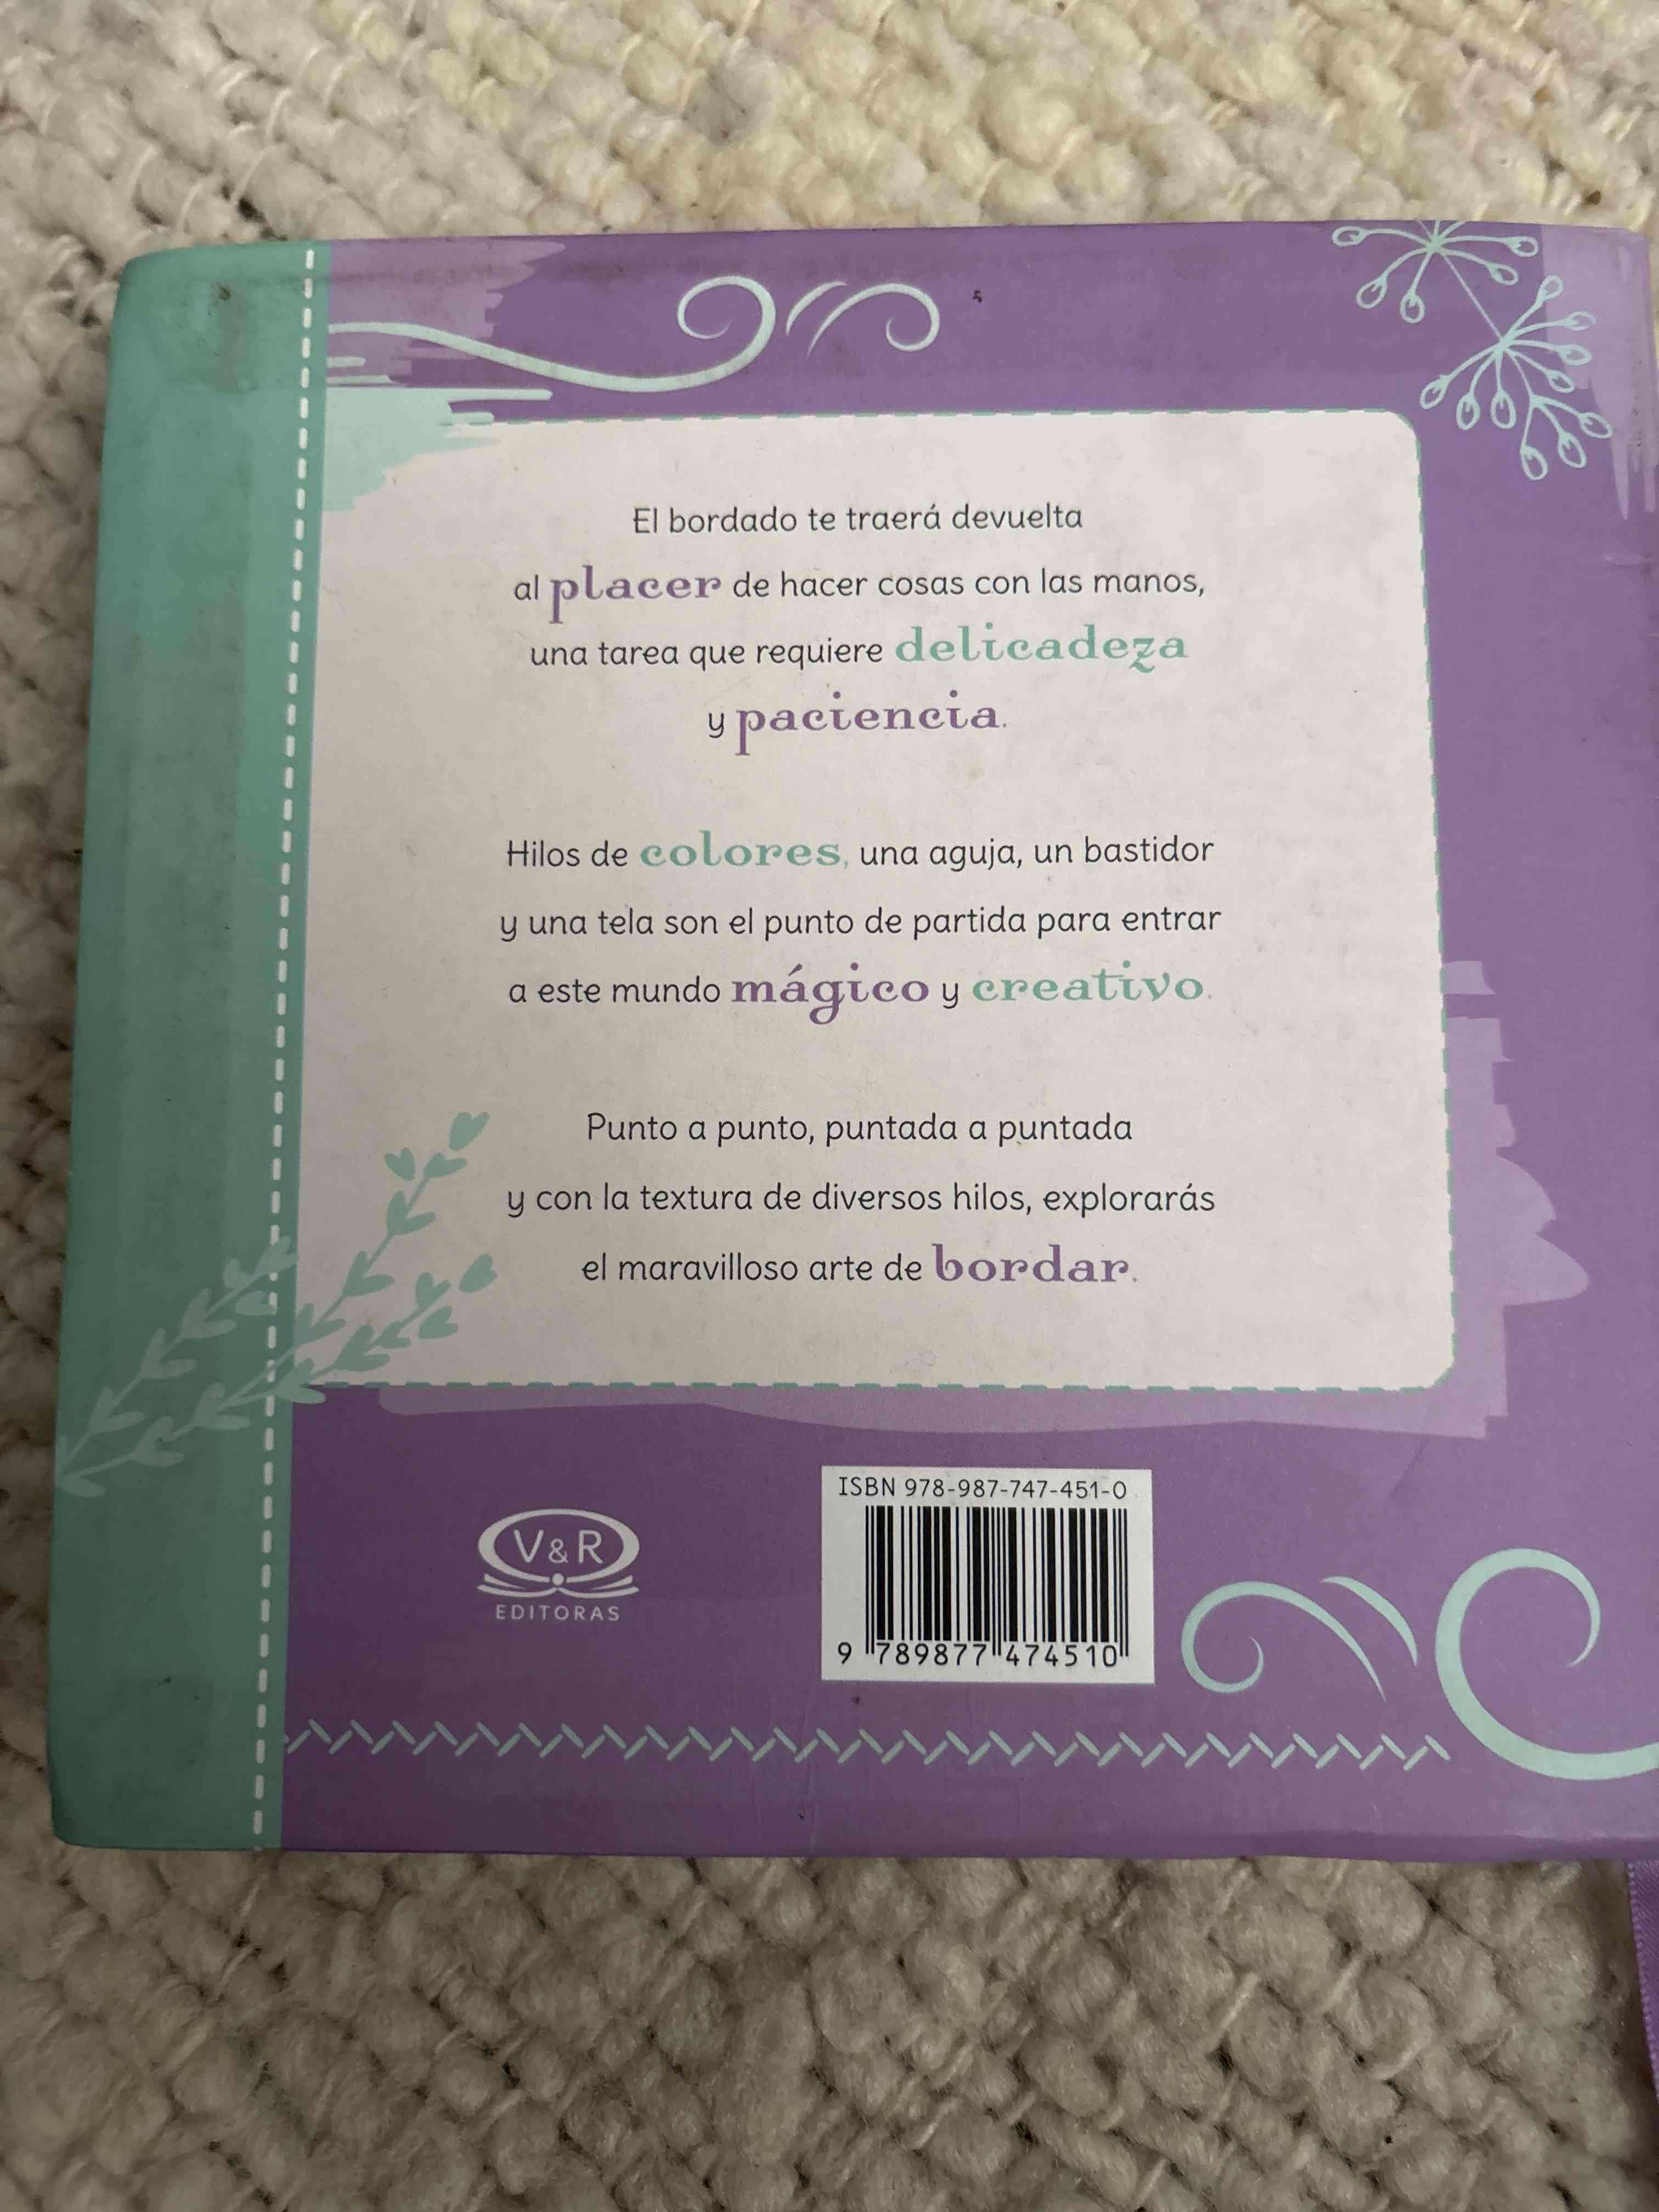 El bordado te traerá devuelta
al placer de hacer cosas con las manos,
una tarea que requiere delicadeza
y paciencia.
Hilos de colores, una aguja, un bastidor
y una tela son el punto de partida para entrar
a este mundo mágico y creativo.
Punto a punto, puntada a puntada
y con la textura de diversos hilos, explorarás
el maravilloso arte de bordar.
V&R
EDITORAS
ISBN 978-987-747-451-0
9 789877 474510